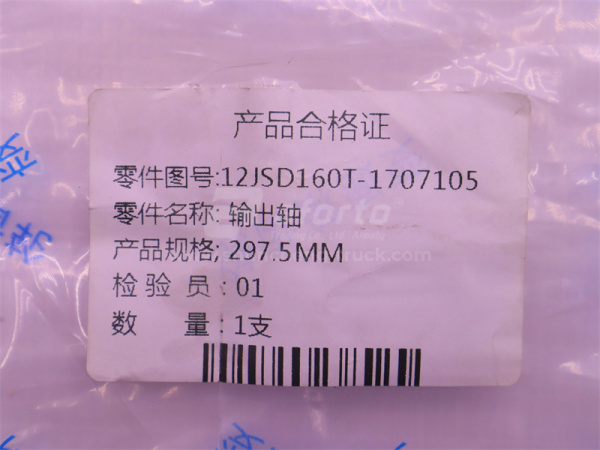 产品合格证
零件图号:12JSD160T-1707105
零件名称: 输出轴
产品规格; 297.5MM
检 验 员 : 01
数 量 : 1支